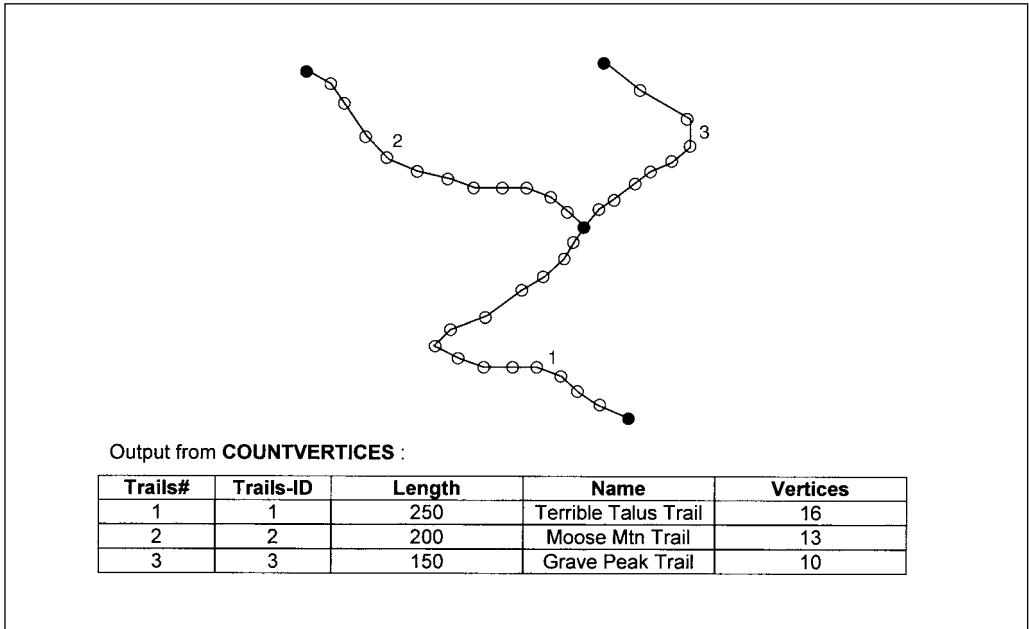 2
3
1
Output from COUNTVERTICES :
Trails# Trails-ID Length Name Vertices
1 1 250 Terrible Talus Trail 16
2 2 200 Moose Mtn Trail 13
3 3 150 Grave Peak Trail 10